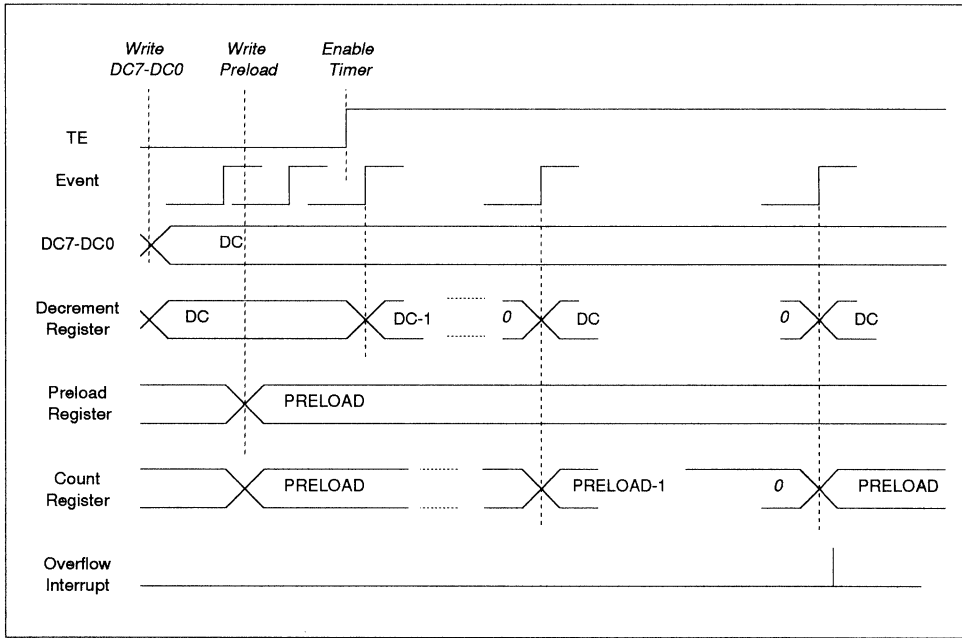 Write Write Enable
DC7-DC0 Preload Timer
TE
Event
DC7-DC0 DC
Decrement
Register DC DC-1 0 DC 0 DC
Preload
Register PRELOAD
Count
Register PRELOAD PRELOAD-1 0 PRELOAD
Overflow
Interrupt